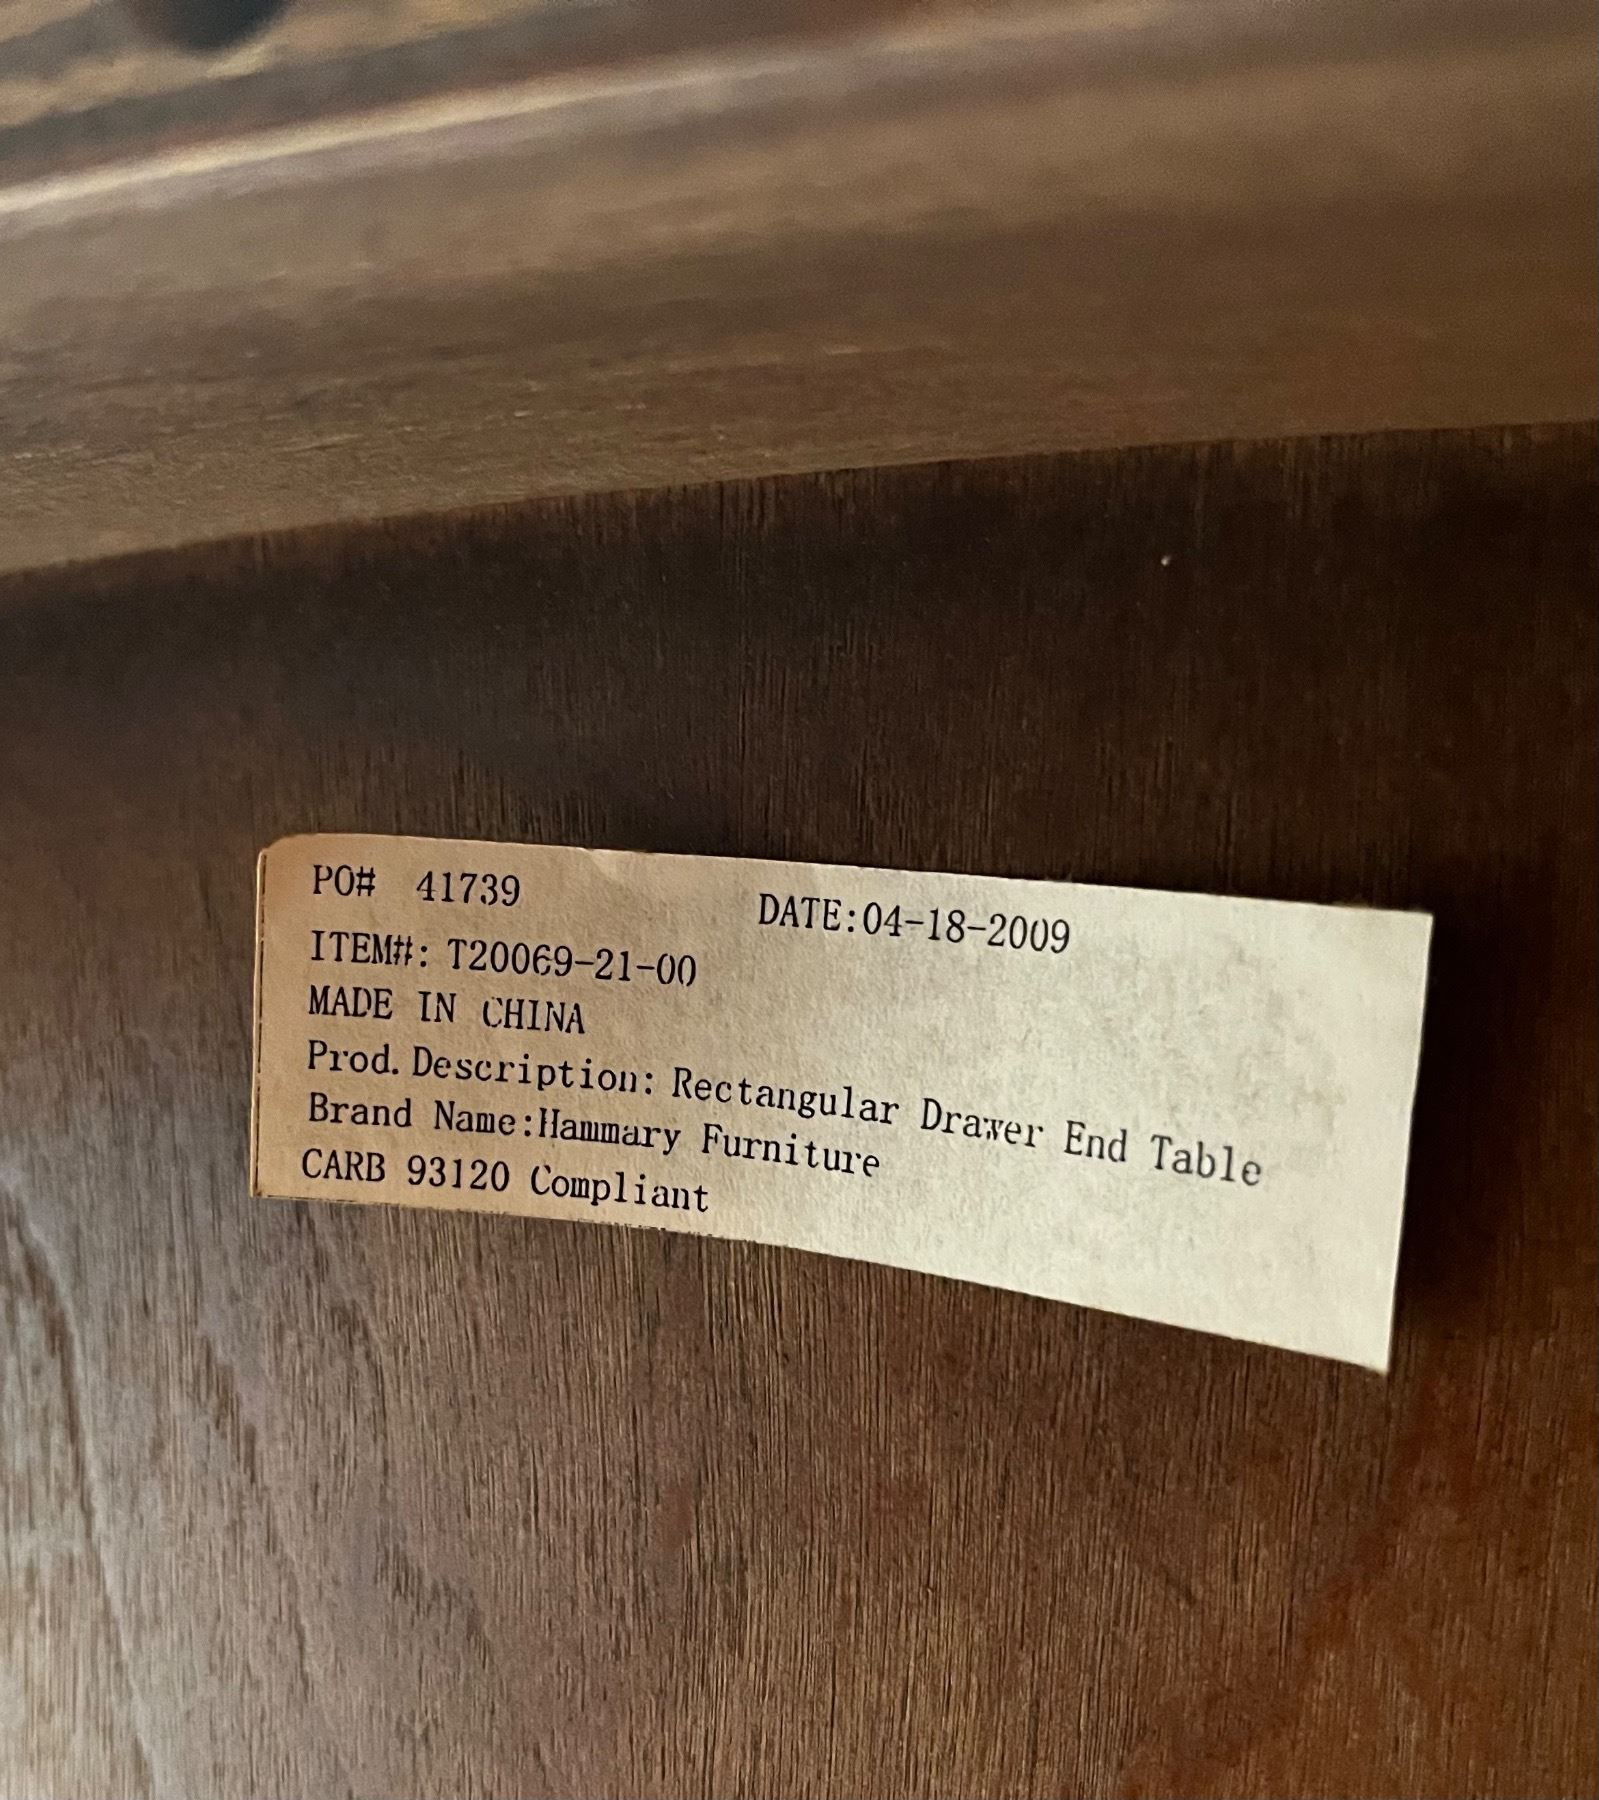 PO# 41739 DATE:04-18-2009
ITEM#: T20069-21-00
MADE IN CHINA
Prod. Description: Rectangular Drawer End Table
Brand Name:Hammary Furniture
CARB 93120 Compliant